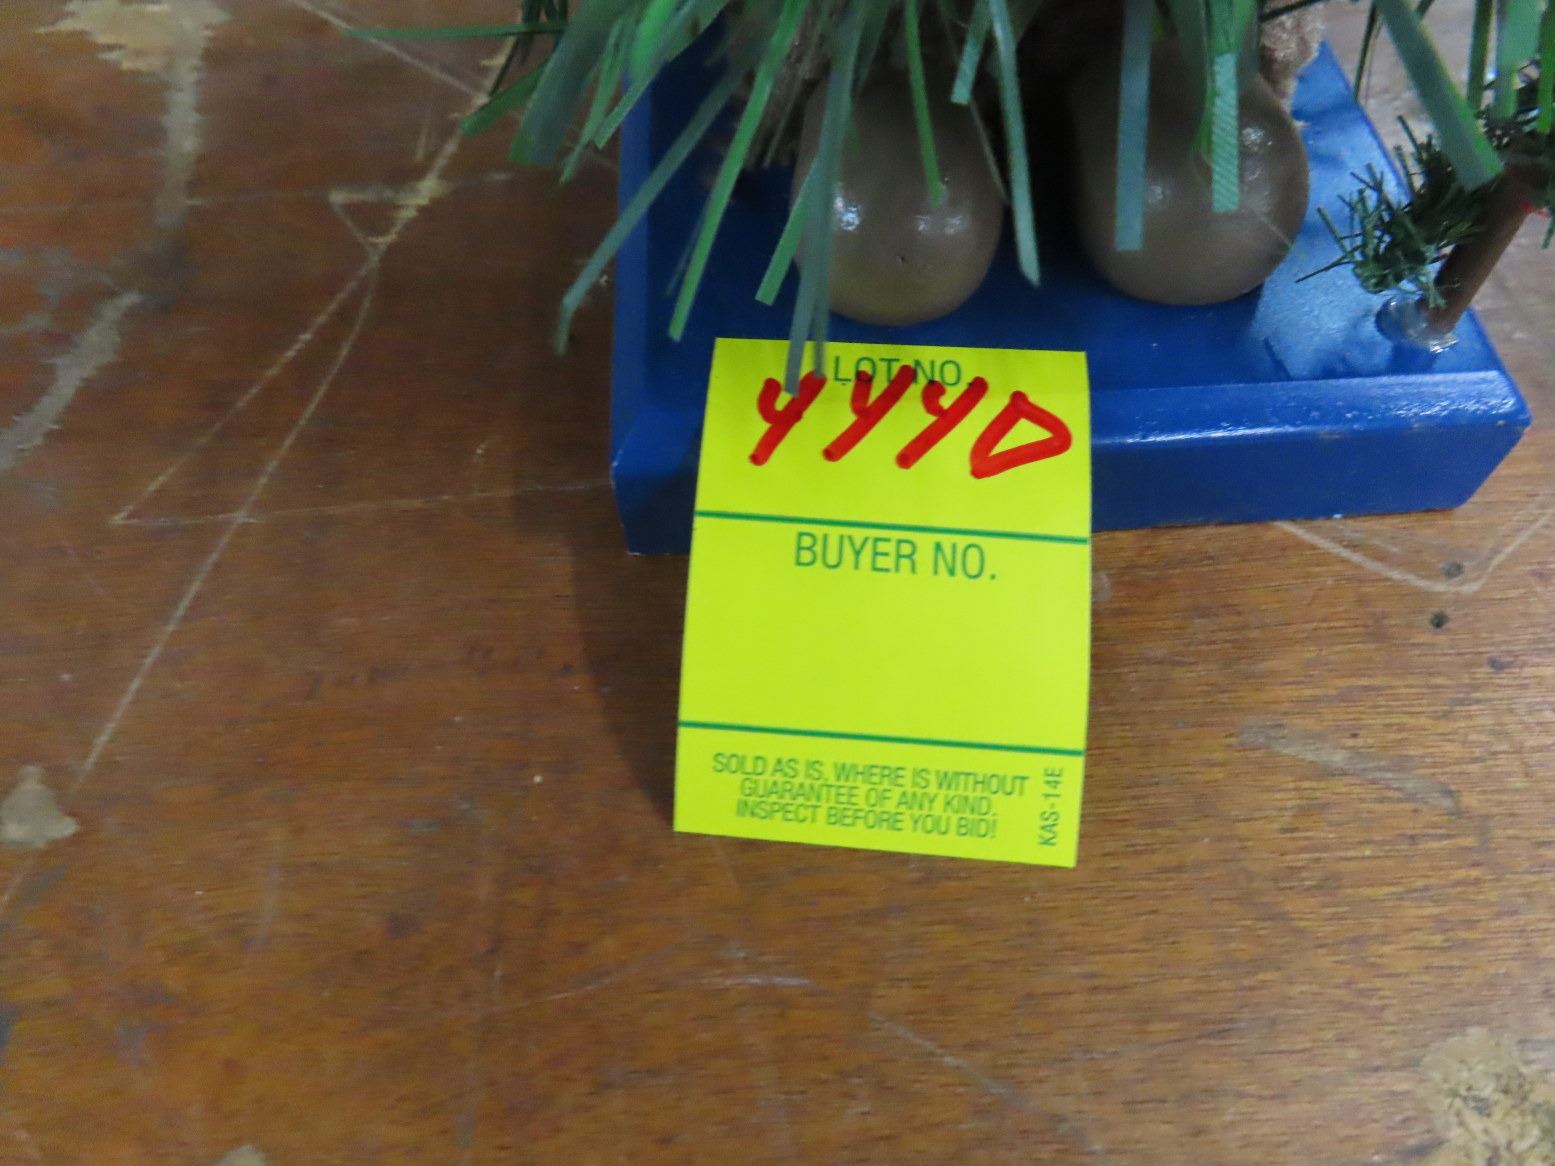 LOT NO.
444D
BUYER NO.
SOLD AS IS, WHERE IS WITHOUT
GUARANTEE OF ANY KIND.
INSPECT BEFORE YOU BID!
KAS-14E